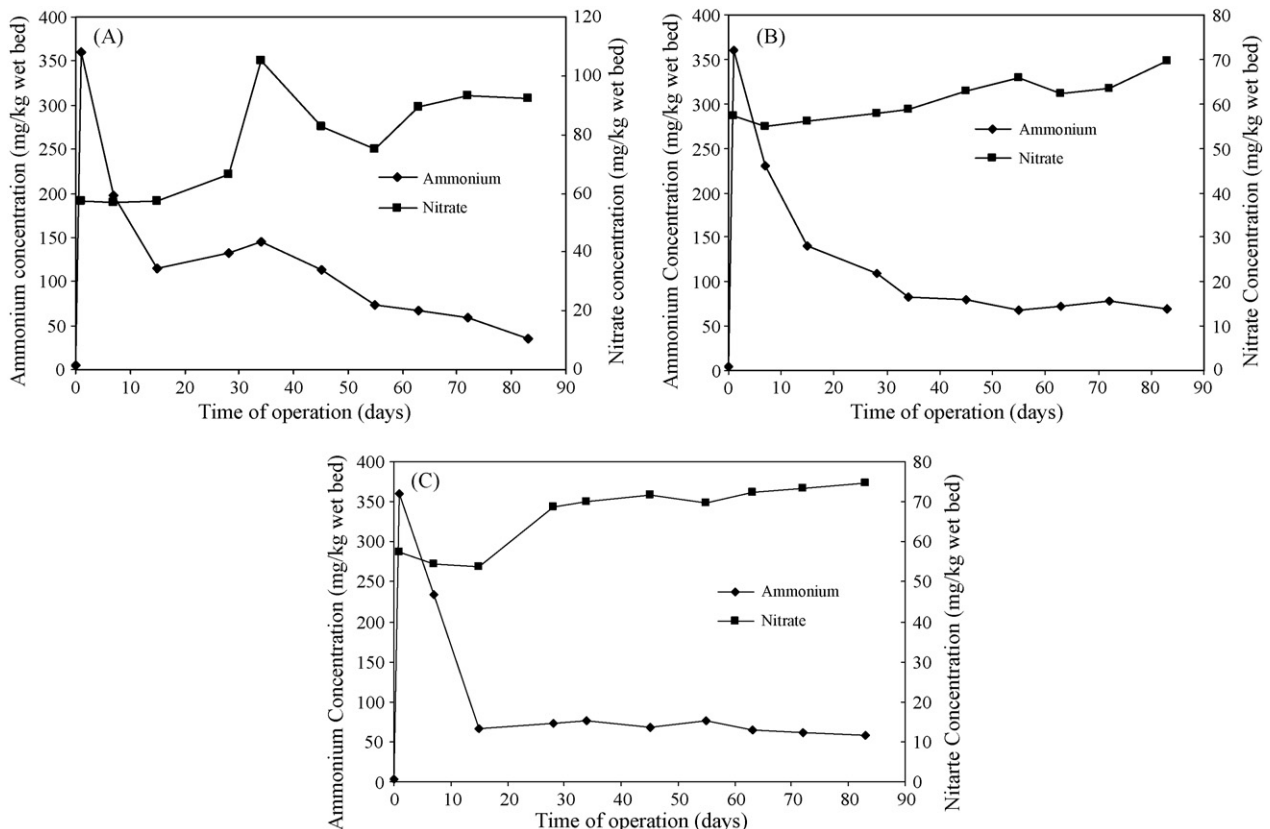 (A)
Ammonium concentration (mg/kg wet bed)
400
350
300
250
200
150
100
50
0
120
100
80
60
40
20
0
Nitrate concentration (mg/kg wet bed)
Ammonium
Nitrate
0 10 20 30 40 50 60 70 80 90
Time of operation (days)
(B)
Ammonium Concentration (mg/kg wet bed)
400
350
300
250
200
150
100
50
0
80
70
60
50
40
30
20
10
0
Nitrate Concentration (mg/kg wet bed)
Ammonium
Nitrate
0 10 20 30 40 50 60 70 80 90
Time of operation (days)
(C)
Ammonium Concentration (mg/kg wet bed)
400
350
300
250
200
150
100
50
0
80
70
60
50
40
30
20
10
0
Nitarte Concentration (mg/kg wet bed)
Ammonium
Nitrate
0 10 20 30 40 50 60 70 80 90
Time of operation (days)